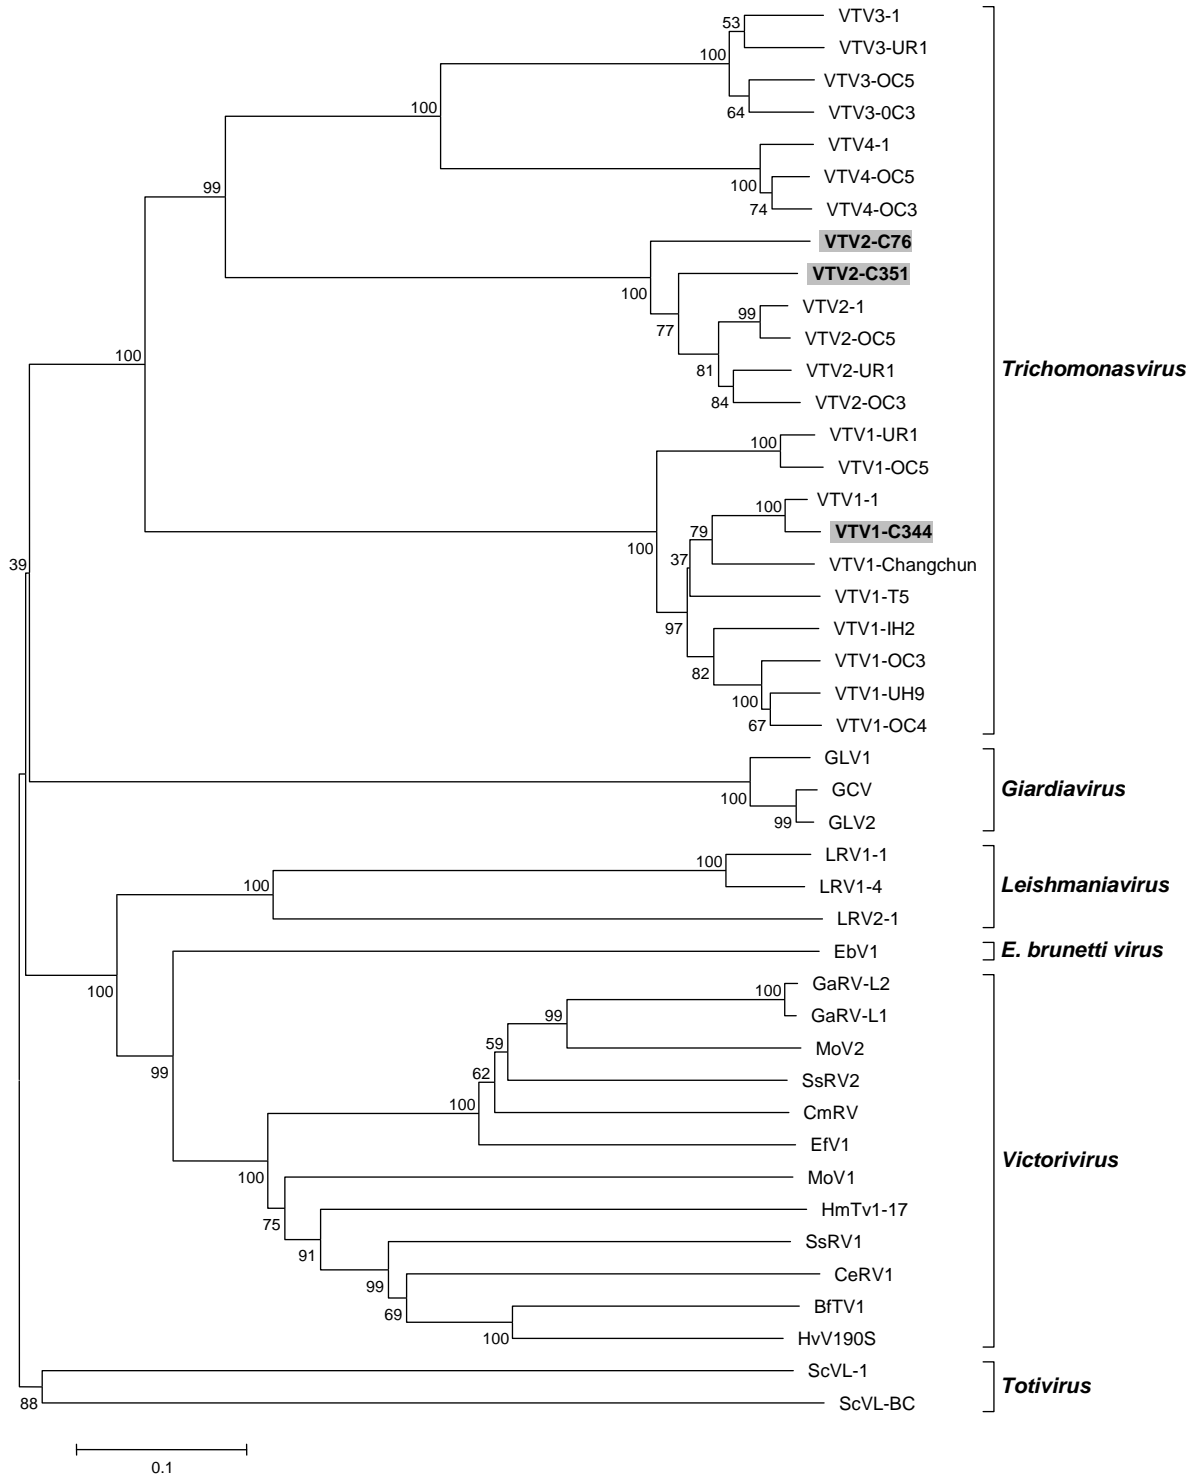 VTV3-1
53
VTV3-UR1
100
VTV3-OC5
64
VTV3-0C3
100
VTV4-1
VTV4-OC5
100
74
VTV4-OC3
99
VTV2-C76
VTV2-C351
100
VTV2-1
99
77
VTV2-OC5
81
VTV2-UR1
84
VTV2-OC3
100
Trichomonasvirus
VTV1-UR1
100
VTV1-OC5
VTV1-1
100
VTV1-C344
79
100
37
VTV1-Changchun
VTV1-T5
97
VTV1-IH2
82
VTV1-OC3
100
VTV1-UH9
67
VTV1-OC4
39
GLV1
GCV
100
99
GLV2
Giardiavirus
LRV1-1
100
LRV1-4
100
LRV2-1
Leishmaniavirus
EbV1
E. brunetti virus
100
GaRV-L2
100
GaRV-L1
99
MoV2
59
SsRV2
62
CmRV
100
EfV1
99
Victorivirus
MoV1
100
HmTv1-17
75
SsRV1
91
CeRV1
99
BfTV1
69
HvV190S
100
ScVL-1
Totivirus
ScVL-BC
88
0.1